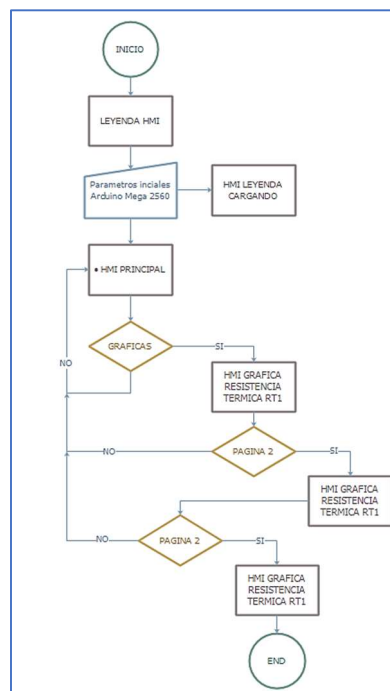 INICIO
LEYENDA HMI
Parametros inciales
Arduino Mega 2560
HMI LEYENDA
CARGANDO
HMI PRINCIPAL
GRAFICAS
SI
NO
HMI GRAFICA
RESISTENCIA
TERMICA RT1
NO
PAGINA 2
SI
HMI GRAFICA
RESISTENCIA
TERMICA RT1
NO
PAGINA 2
SI
HMI GRAFICA
RESISTENCIA
TERMICA RT1
END